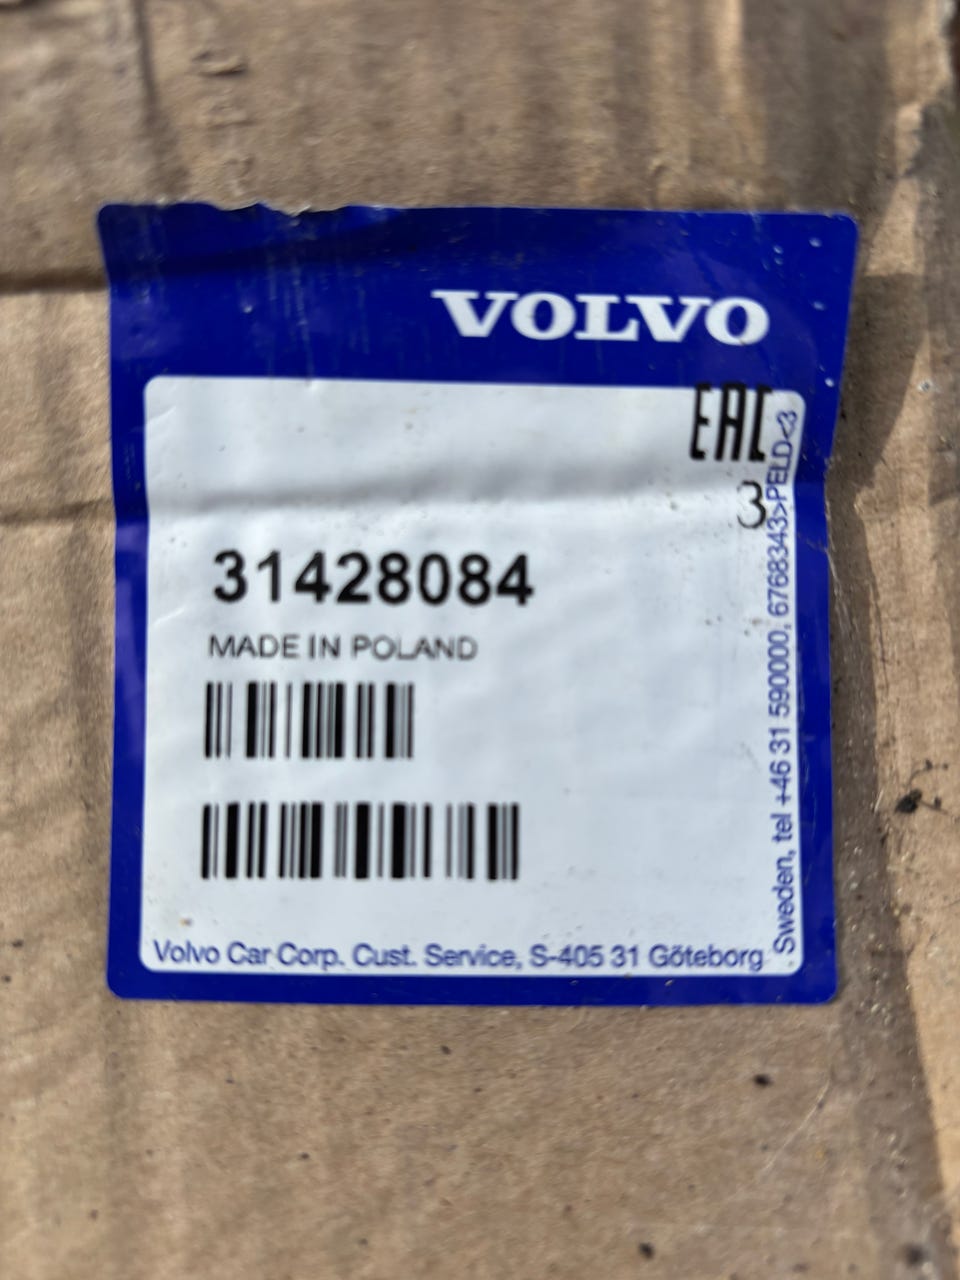 VOLVO
EAC
3
31428084
MADE IN POLAND
Volvo Car Corp. Cust. Service, S-405 31 Göteborg
Sweden, tel +46 31 590000, 6768343>PELD<3